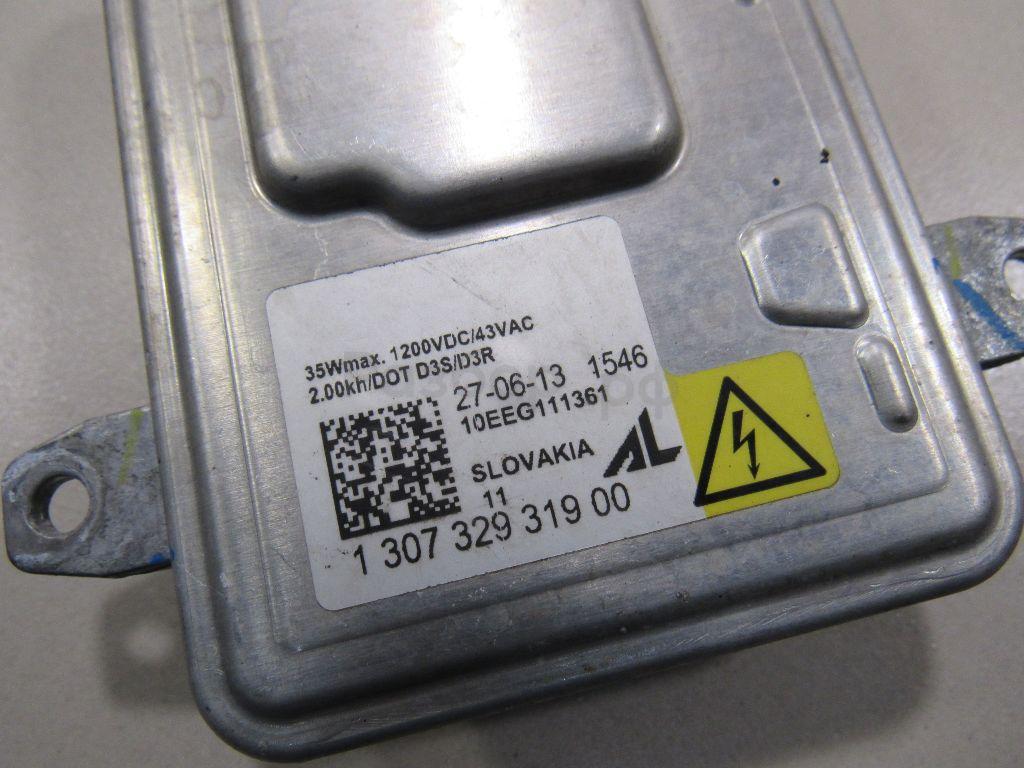 35Wmax. 1200VDC/43VAC
2.00kh/DOT D3S/D3R
27-06-13 1546
10EEG111361
SLOVAKIA AL
11
1 307 329 319 00